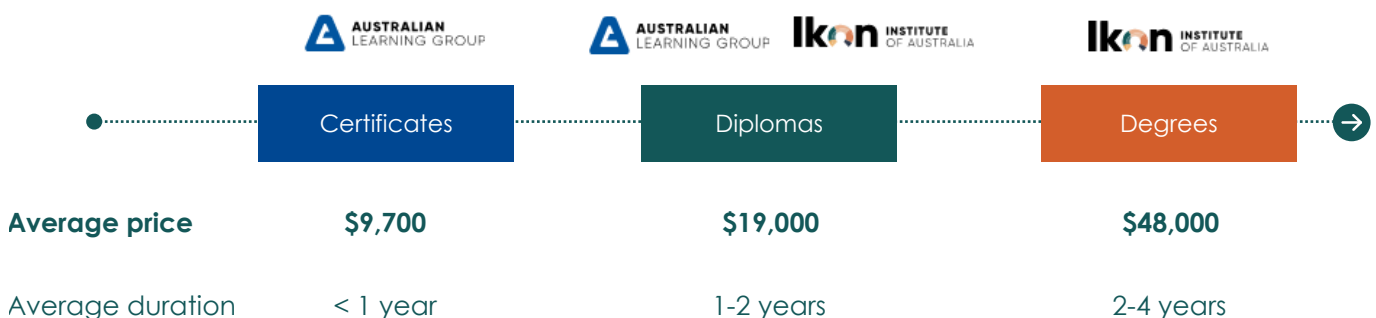 AUSTRALIAN LEARNING GROUP AUSTRALIAN LEARNING GROUP Ikon INSTITUTE OF AUSTRALIA Ikon INSTITUTE OF AUSTRALIA
Certificates Diplomas Degrees
Average price $9,700 $19,000 $48,000
Average duration < 1 year 1-2 years 2-4 years